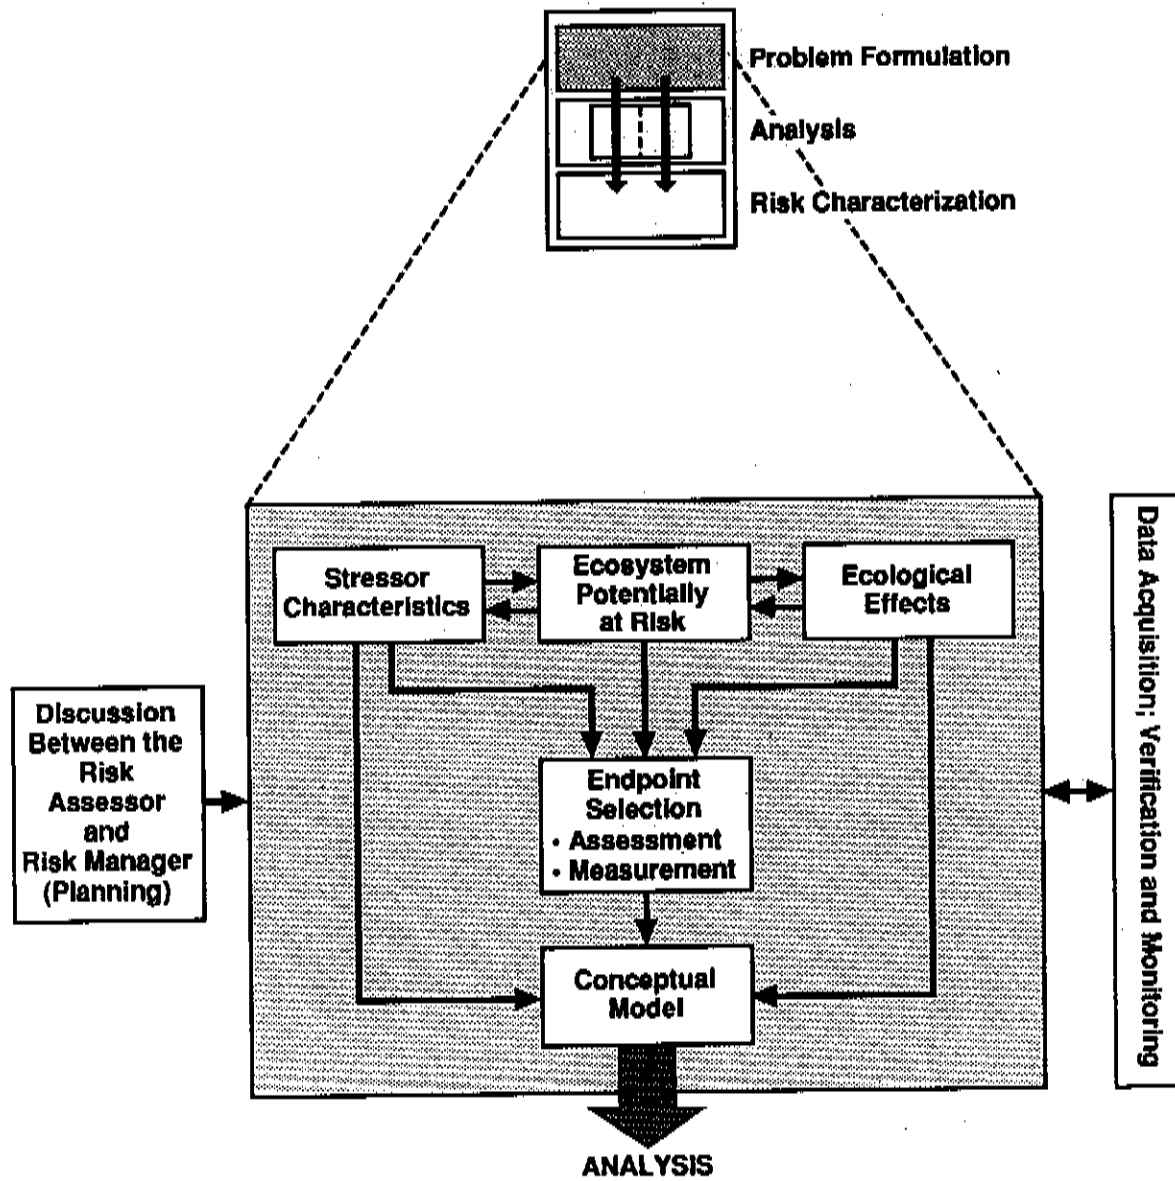 Problem Formulation
Analysis
Risk Characterization
Stressor
Characteristics
Ecosystem
Potentially
at Risk
Ecological
Effects
Discussion
Between the
Risk
Assessor
and
Risk Manager
(Planning)
Endpoint
Selection
• Assessment
• Measurement
Conceptual
Model
Data Acquisition; Verification and Monitoring
ANALYSIS